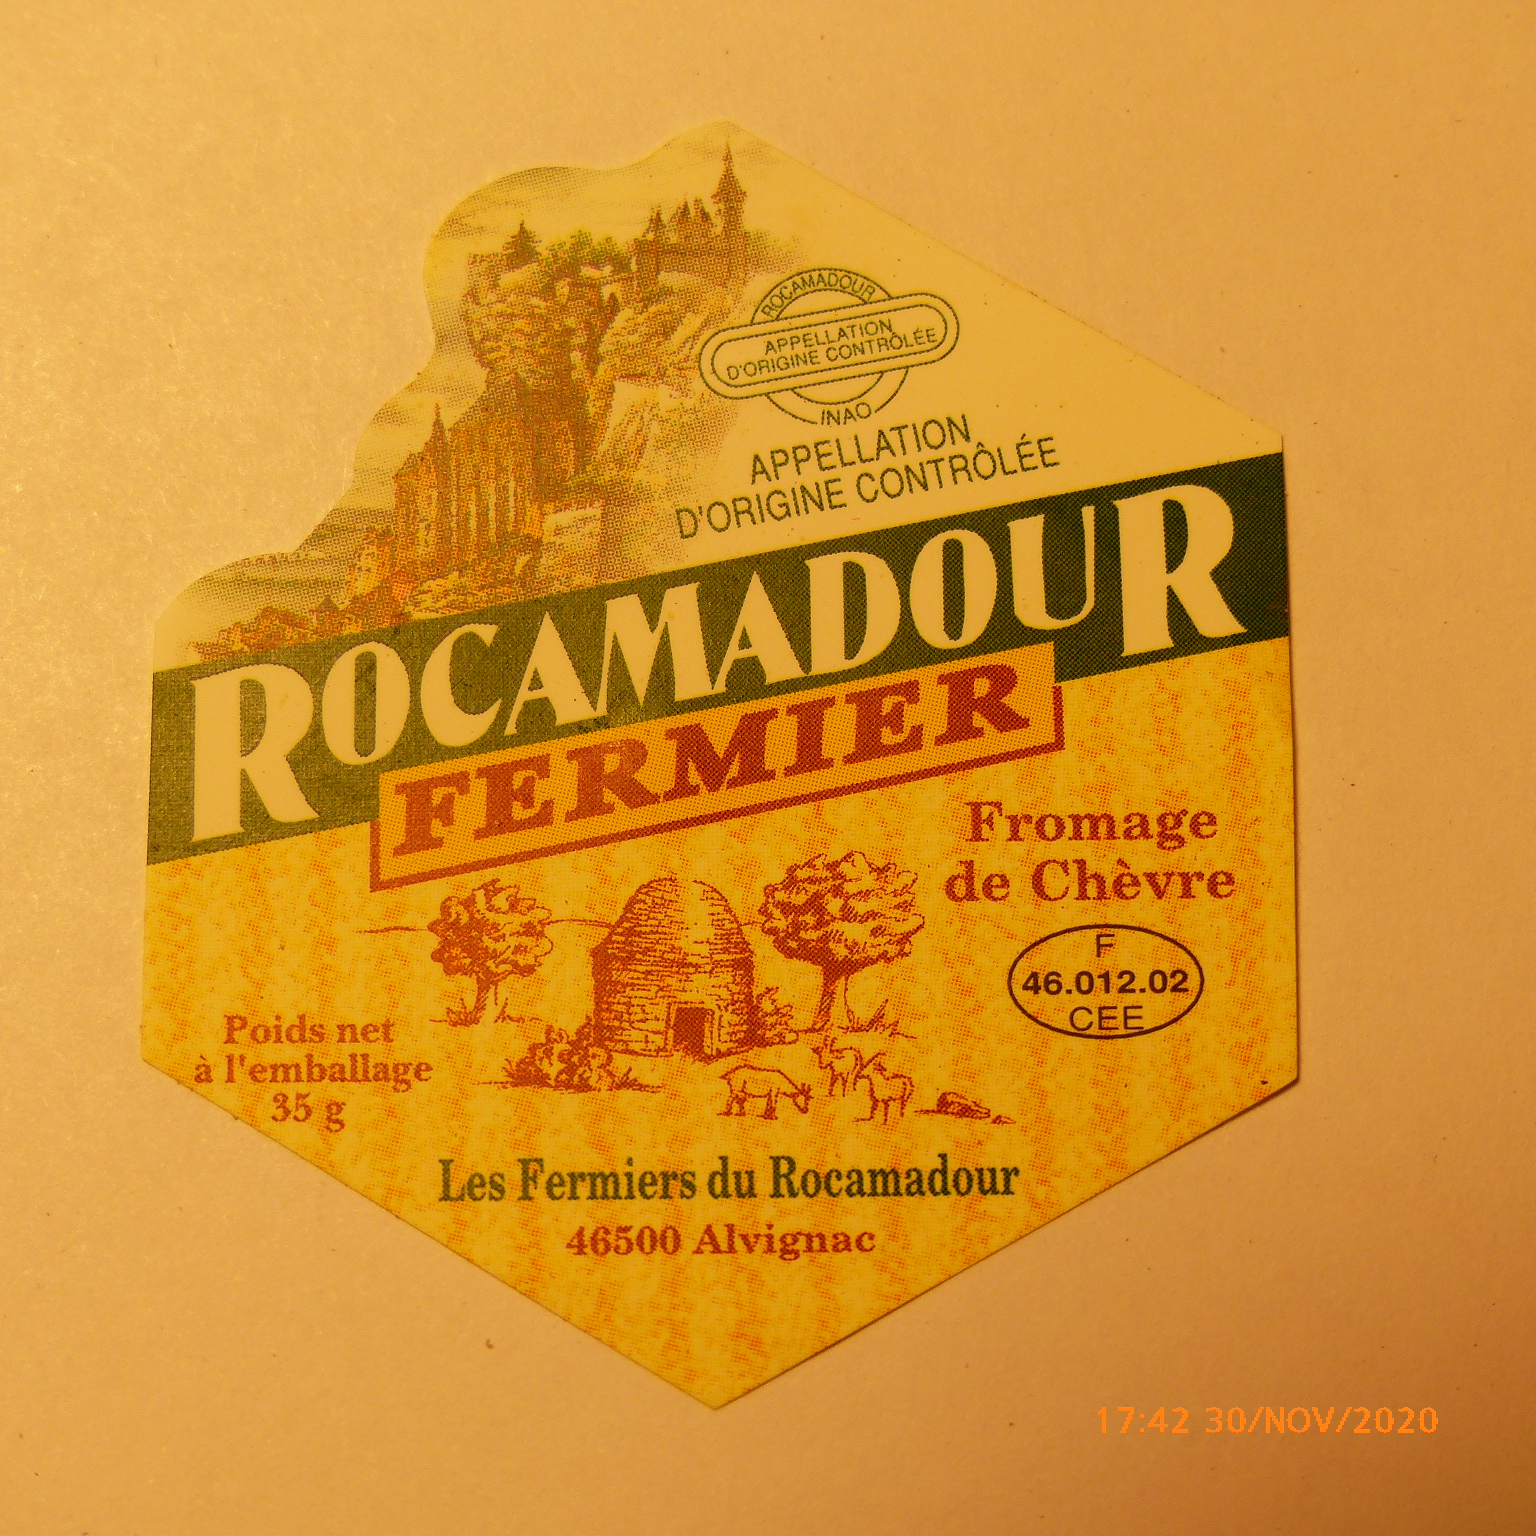 ROCAMADOUR
APPELLATION
D'ORIGINE CONTRÔLÉE
INAO
APPELLATION
D'ORIGINE CONTRÔLÉE
ROCAMADOUR
FERMIER
Fromage
de Chèvre
F
46.012.02
CEE
Poids net
à l'emballage
35 g
Les Fermiers du Rocamadour
46500 Alvignac
17:42 30/NOV/2020